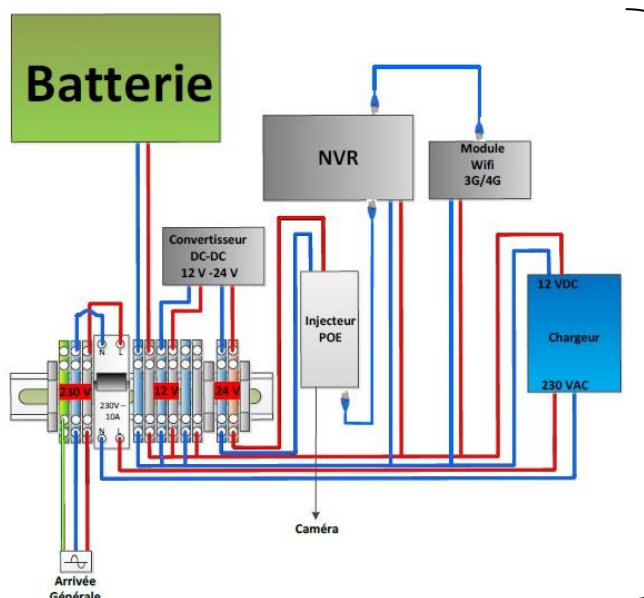 Batterie
NVR
Module
Wifi
3G/4G
Convertisseur
DC-DC
12 V -24 V
12 VDC
Injecteur
POE
Chargeur
230 VAC
N
L
230 V
230V –
10A
12 V
24 V
N
L
Caméra
Arrivée
Générale